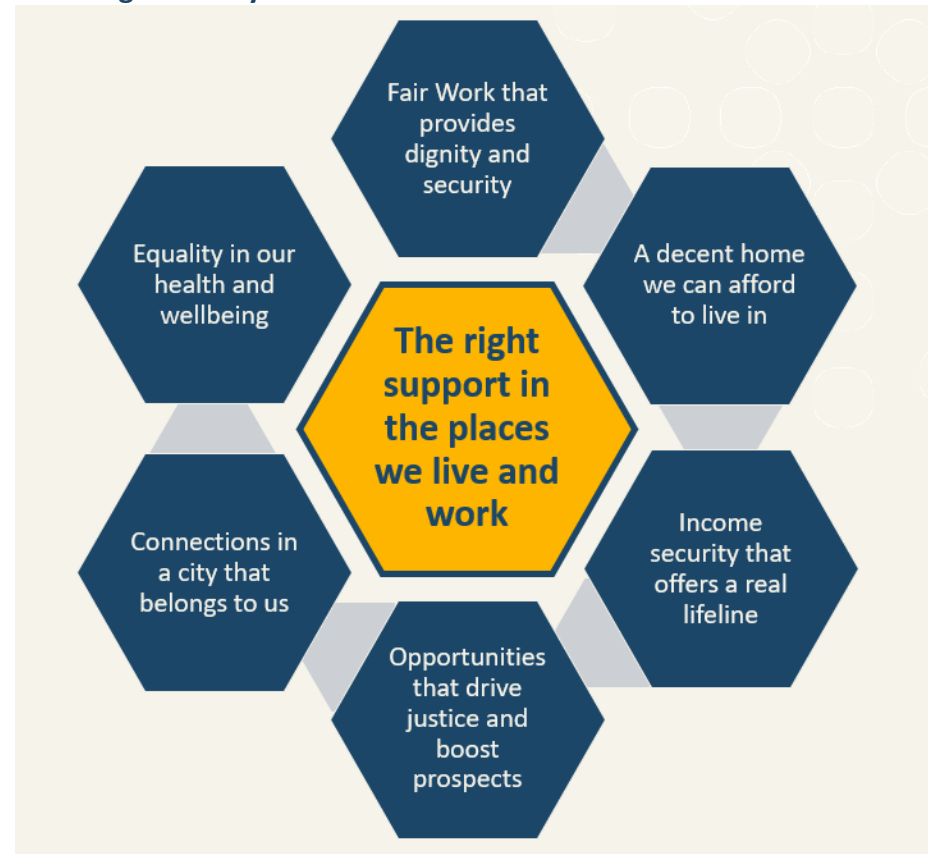 Fair Work that
provides
dignity and
security
A decent home
we can afford
to live in
Income
security that
offers a real
lifeline
Opportunities
that drive
justice and
boost
prospects
Connections in
a city that
belongs to us
Equality in our
health and
wellbeing
The right
support in
the places
we live and
work